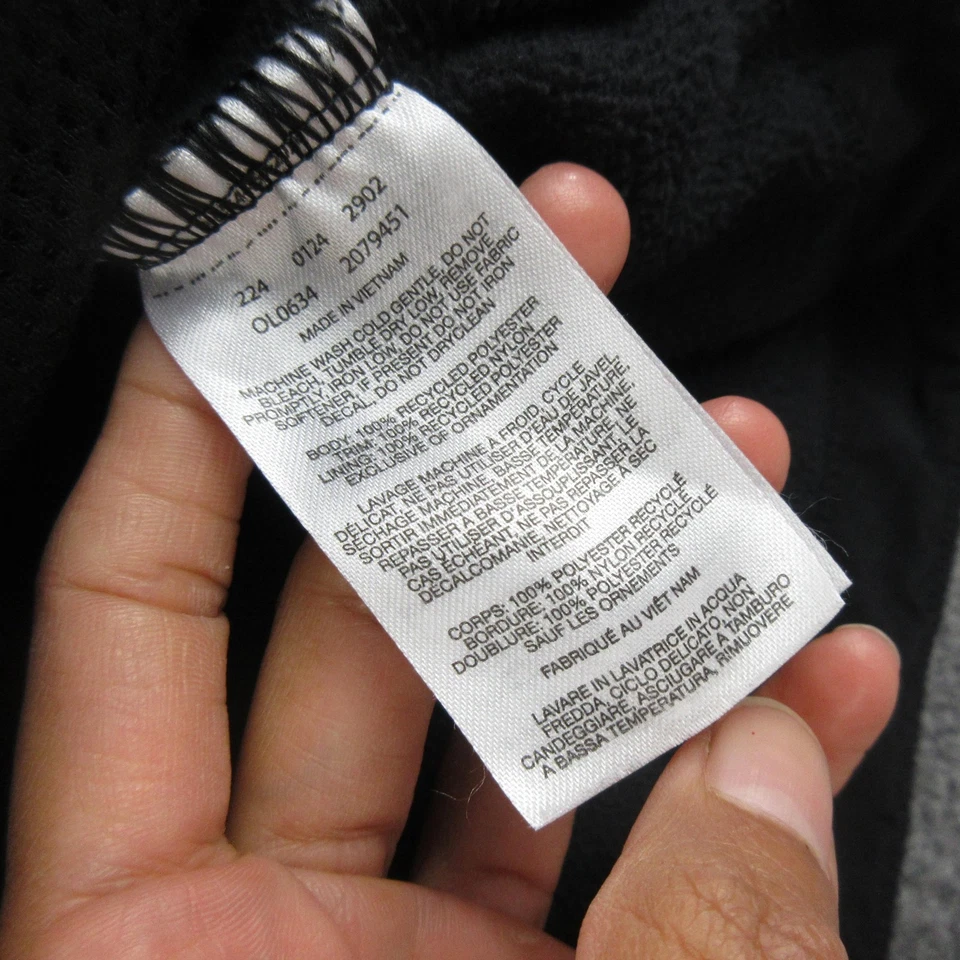 224 0124 2902
OL0634 2079451
MADE IN VIETNAM
MACHINE WASH COLD GENTLE, DO NOT
BLEACH, TUMBLE DRY LOW, REMOVE
PROMPTLY, IRON LOW, DO NOT USE FABRIC
SOFTENER, IF PRESENT DO NOT IRON
DECAL. DO NOT DRYCLEAN
BODY: 100% RECYCLED POLYESTER
TRIM: 100% RECYCLED NYLON
LINING: 100% RECYCLED POLYESTER
EXCLUSIVE OF ORNAMENTATION
LAVAGE MACHINE À FROID, CYCLE
DÉLICAT, NE PAS UTILISER D'EAU DE JAVEL,
SÉCHAGE MACHINE BASSE TEMPÉRATURE,
SORTIR IMMÉDIATEMENT DE LA MACHINE,
REPASSER À BASSE TEMPÉRATURE, NE
PAS UTILISER D'ASSOUPLISSANT, LE
CAS ÉCHÉANT, NE PAS REPASSER LA
DÉCALCOMANIE, NETTOYAGE À SEC
INTERDIT
CORPS: 100% POLYESTER RECYCLÉ
BORDURE: 100% NYLON RECYCLÉ
DOUBLURE: 100% POLYESTER RECYCLÉ
SAUF LES ORNEMENTS
FABRIQUÉ AU VIÊT NAM
LAVARE IN LAVATRICE IN ACQUA
FREDDA, CICLO DELICATO, NON
CANDEGGIARE, ASCIUGARE A TAMBURO
A BASSA TEMPERATURA, RIMUOVERE